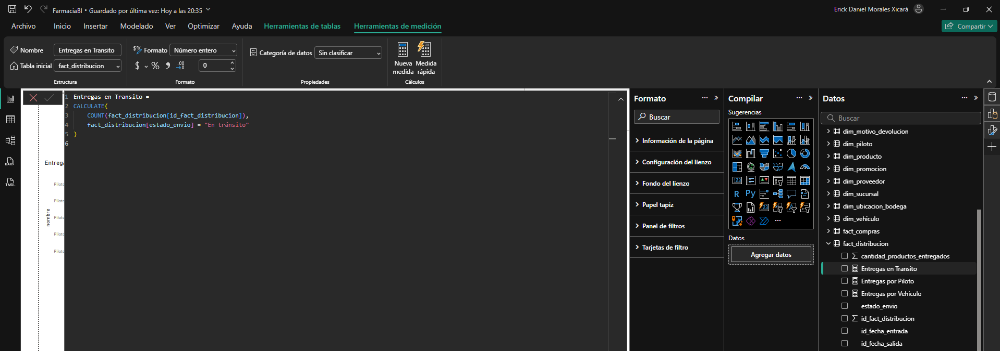 FarmaciaBI • Guardado por última vez: Hoy a las 20:35
Erick Daniel Morales Xicará
Archivo Inicio Insertar Modelado Ver Optimizar Ayuda Herramientas de tablas Herramientas de medición
Compartir
Nombre Entregas en Transito
Tabla inicial fact_distribucion
Estructura
$% Formato Número entero
$ % 9 .00 0
Formato
Categoría de datos Sin clasificar
Propiedades
Nueva medida
Medida rápida
Cálculos
1 Entregas en Transito =
2 CALCULATE(
3 COUNT(fact_distribucion[id_fact_distribucion]),
4 fact_distribucion[estado_envio] = "En tránsito"
5 )
6
DAX
TMDL
Entrega
Piloto
Piloto
Piloto
Piloto
Piloto
nombre
Formato
Buscar
Información de la página
Configuración del lienzo
Fondo del lienzo
Papel tapiz
Panel de filtros
Tarjetas de filtro
Compilar
Sugerencias
123
R Py
123
Datos
Agregar datos
Datos
Buscar
dim_motivo_devolucion
dim_piloto
dim_producto
dim_promocion
dim_proveedor
dim_sucursal
dim_ubicacion_bodega
dim_vehiculo
fact_compras
fact_distribucion
∑ cantidad_productos_entregados
Entregas en Transito
Entregas por Piloto
Entregas por Vehiculo
estado_envio
∑ id_fact_distribucion
id_fecha_entrada
id_fecha_salida